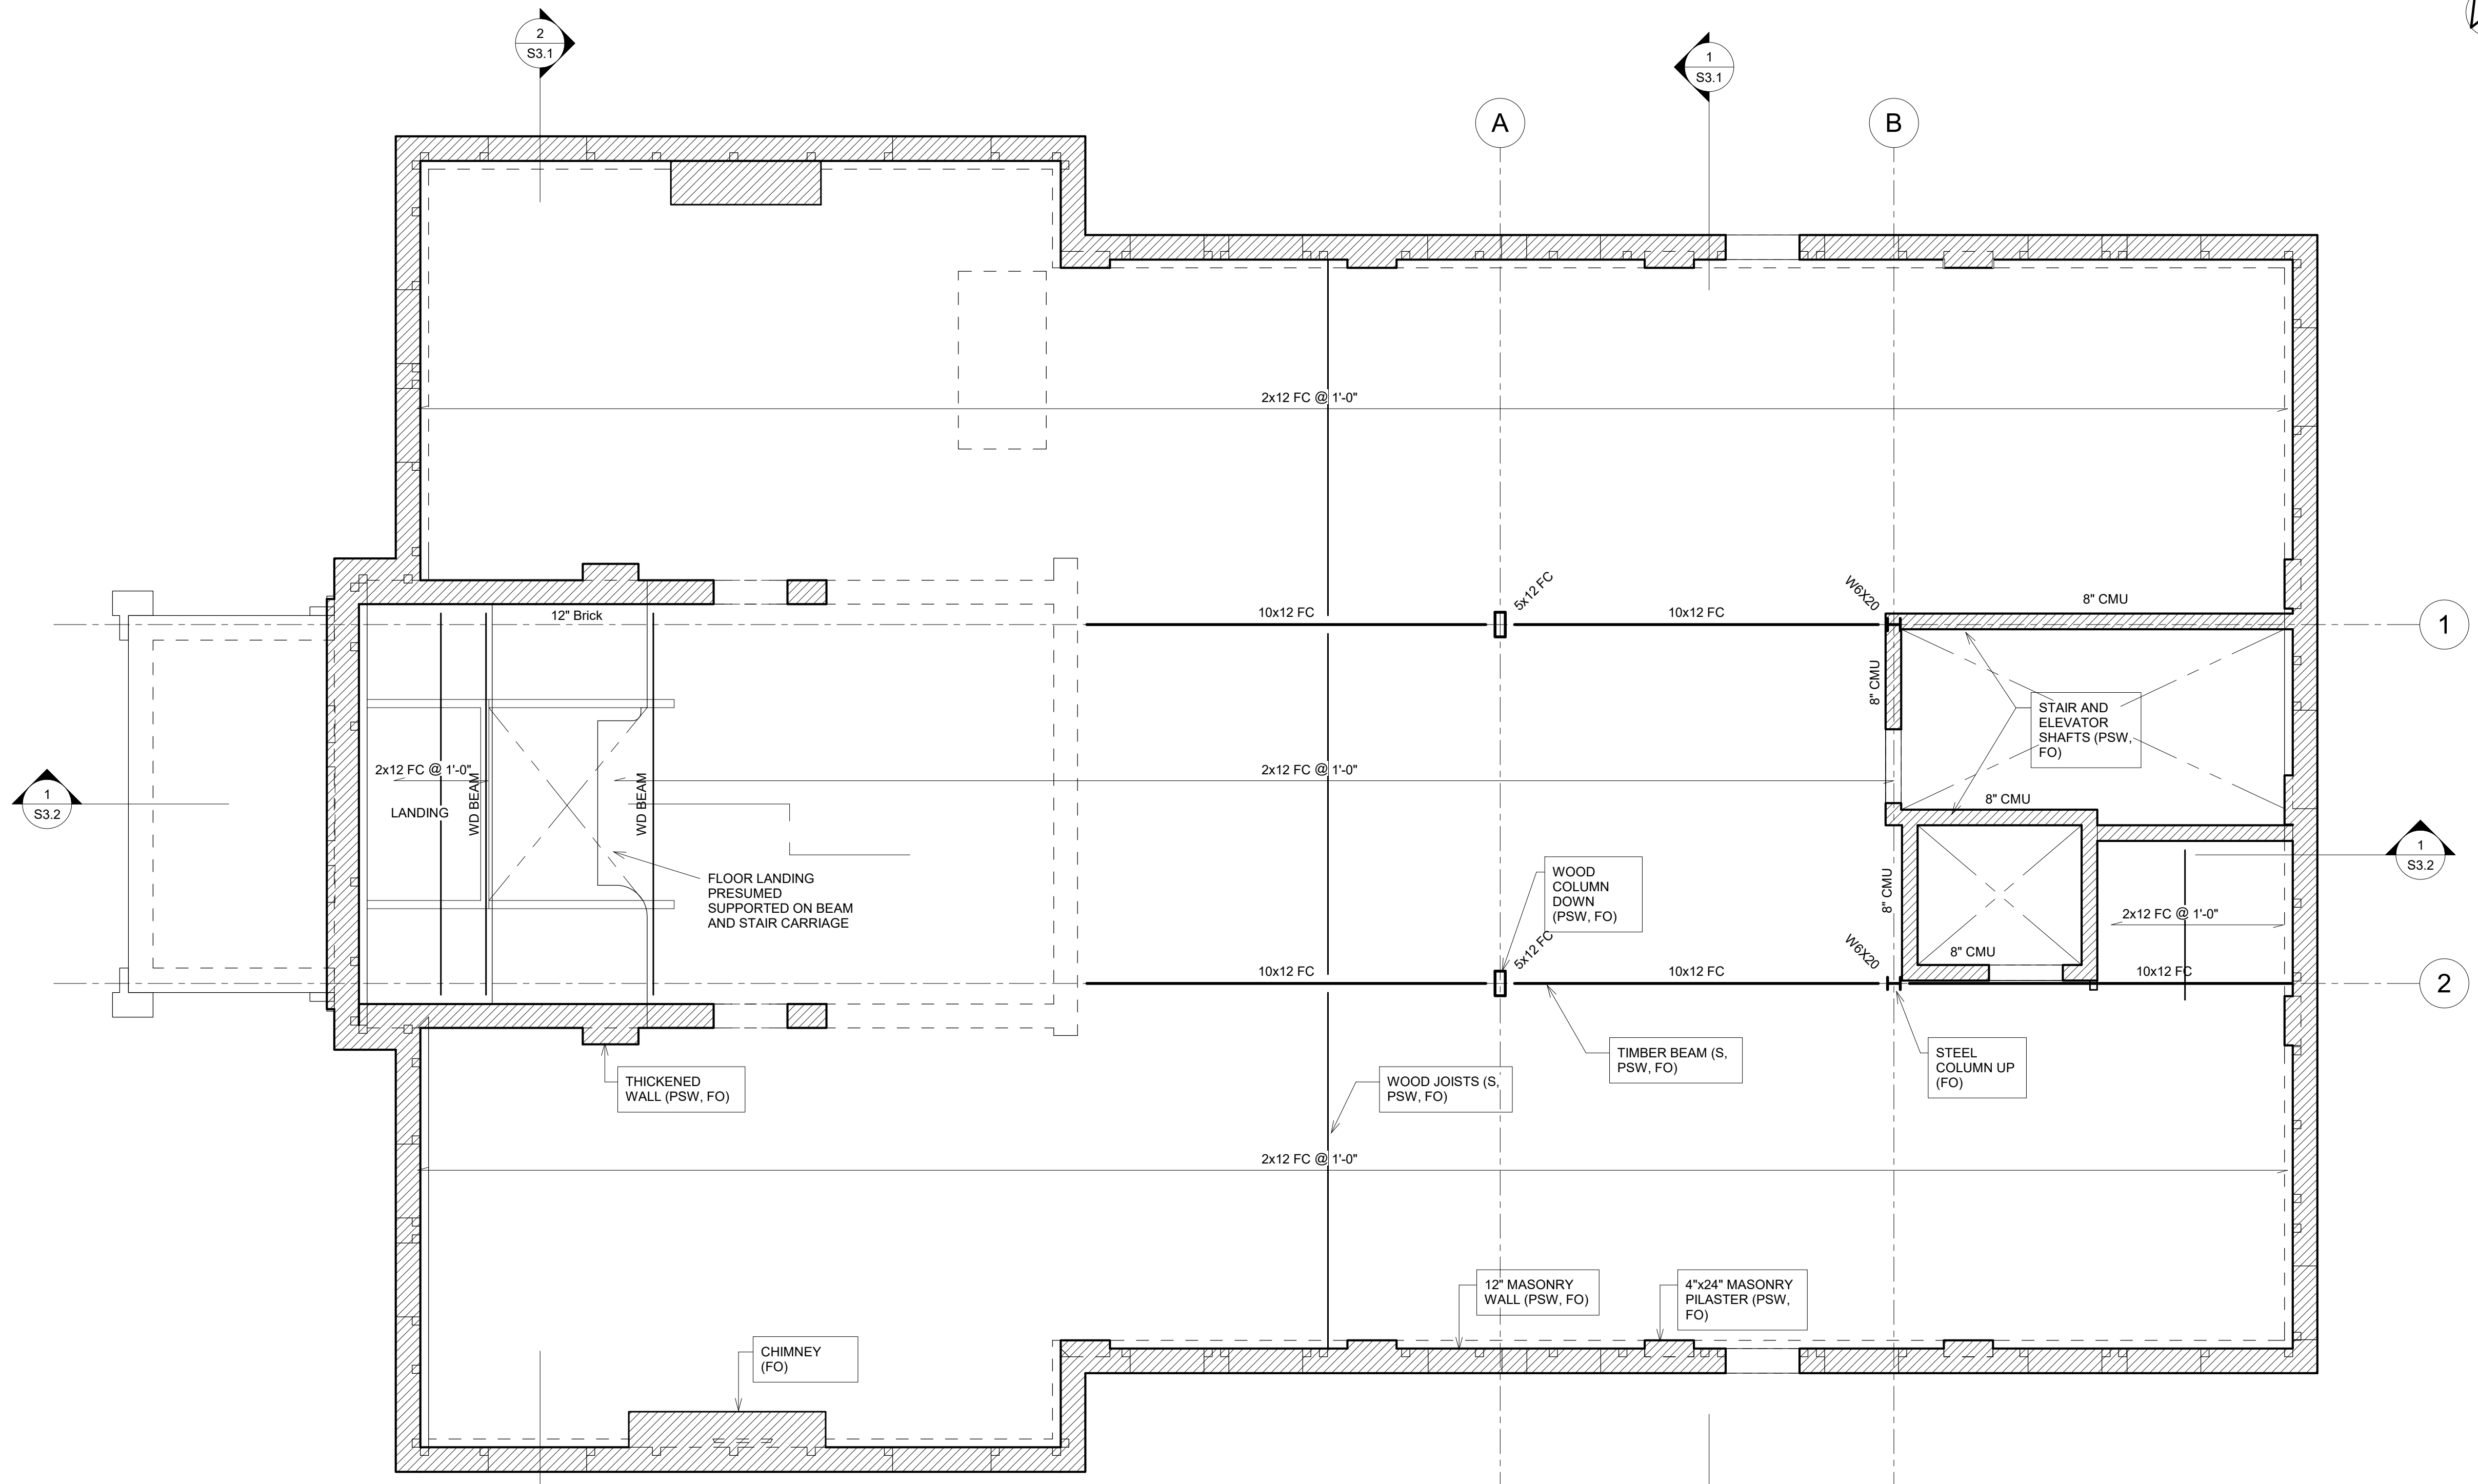 2
S3.1
1
S3.1
A
B
2x12 FC @ 1'-0"
12" Brick
10x12 FC
5x12 FC
10x12 FC
W6X20
8" CMU
1
8" CMU
STAIR AND
ELEVATOR
SHAFTS (PSW,
FO)
2x12 FC @ 1'-0"
WD BEAM
LANDING
WD BEAM
2x12 FC @ 1'-0"
1
S3.2
8" CMU
FLOOR LANDING
PRESUMED
SUPPORTED ON BEAM
AND STAIR CARRIAGE
WOOD
COLUMN
DOWN
(PSW, FO)
8" CMU
1
S3.2
2x12 FC @ 1'-0"
8" CMU
10x12 FC
5x12 FC
10x12 FC
W6X20
10x12 FC
2
THICKENED
WALL (PSW, FO)
WOOD JOISTS (S,
PSW, FO)
TIMBER BEAM (S,
PSW, FO)
STEEL
COLUMN UP
(FO)
2x12 FC @ 1'-0"
12" MASONRY
WALL (PSW, FO)
4"x24" MASONRY
PILASTER (PSW,
FO)
CHIMNEY
(FO)